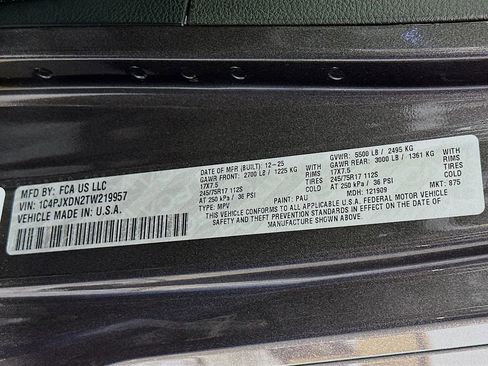 MFD BY: FCA US LLC
VIN: 1C4PJXDN2TW219957
VEHICLE MADE IN: U.S.A.
DATE OF MFR (BUILT): 12-25
GAWR FRONT: 2700 LB / 1225 KG
17X7.5 RIMS
245/75R17 112S TIRES
AT 250 kPa / 36 PSI
TYPE: MPV PAINT: PAU
GVWR: 5500 LB / 2495 KG
GAWR REAR: 3000 LB / 1361 KG
17X7.5 RIMS
245/75R17 112S TIRES
AT 250 kPa / 36 PSI
MDH: 121909 MKT: 875
THIS VEHICLE CONFORMS TO ALL APPLICABLE U.S.A. FEDERAL MOTOR VEHICLE
SAFETY AND THEFT PREVENTION STANDARDS IN EFFECT ON THE DATE OF
MANUFACTURE SHOWN ABOVE.